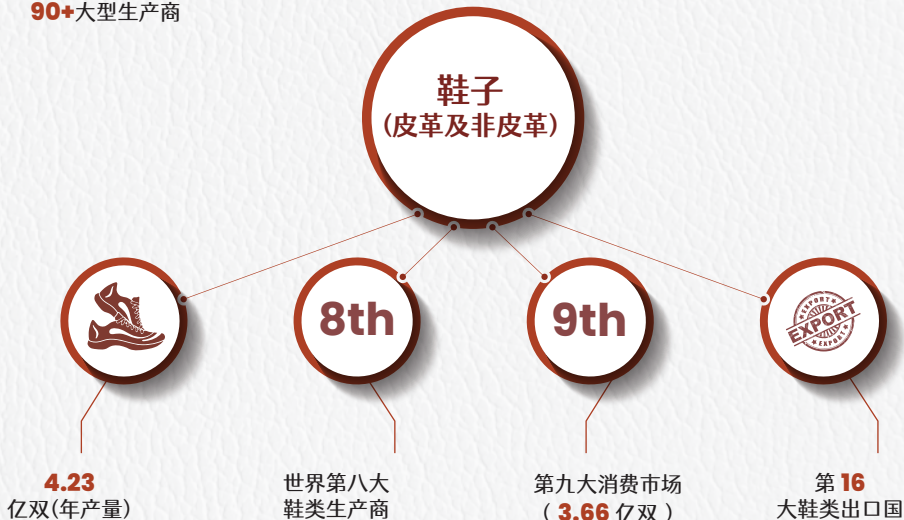 90+大型生产商
鞋子
(皮革及非皮革)
8th
9th
EXPORT
EXPORT
EXPORT
4.23
亿双(年产量)
世界第八大
鞋类生产商
第九大消费市场
( 3.66 亿双 )
第 16
大鞋类出口国